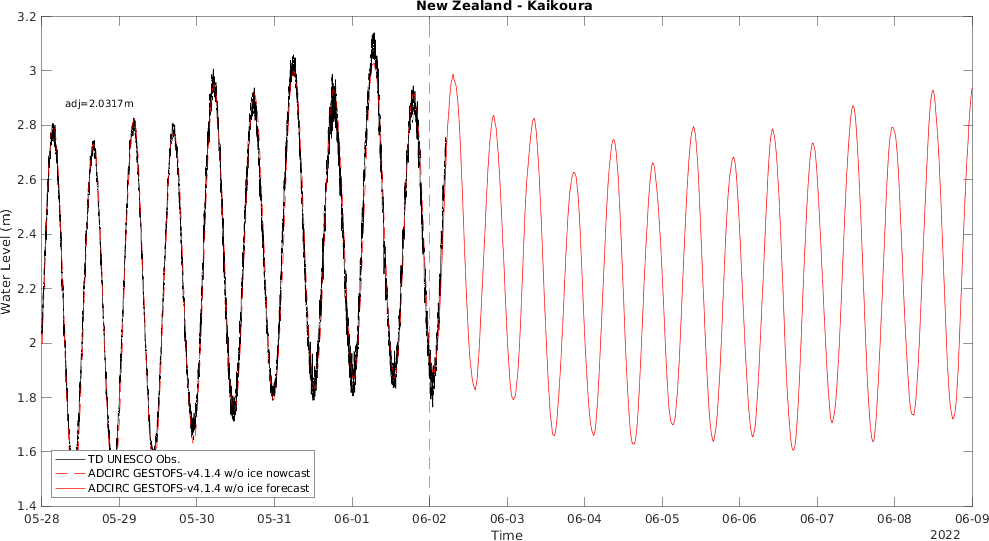 New Zealand - Kaikoura
3.2
3
2.8
2.6
2.4
2.2
2
1.8
1.6
1.4
Water Level (m)
adj=2.0317m
TD UNESCO Obs.
ADCIRC GESTOFS-v4.1.4 w/o ice nowcast
ADCIRC GESTOFS-v4.1.4 w/o ice forecast
05-28 05-29 05-30 05-31 06-01 06-02 06-03 06-04 06-05 06-06 06-07 06-08 06-09
Time
2022